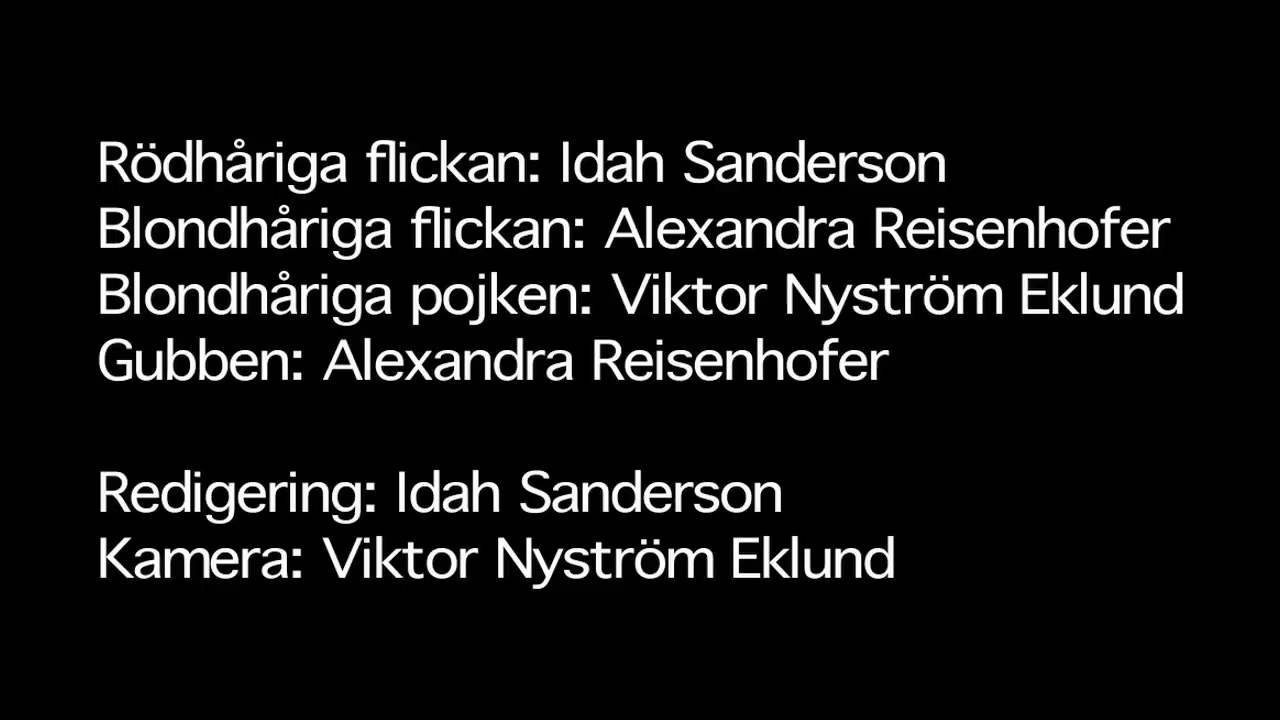 Rödhåriga flickan: Idah Sanderson
Blondhåriga flickan: Alexandra Reisenhofer
Blondhåriga pojken: Viktor Nyström Eklund
Gubben: Alexandra Reisenhofer
Redigering: Idah Sanderson
Kamera: Viktor Nyström Eklund